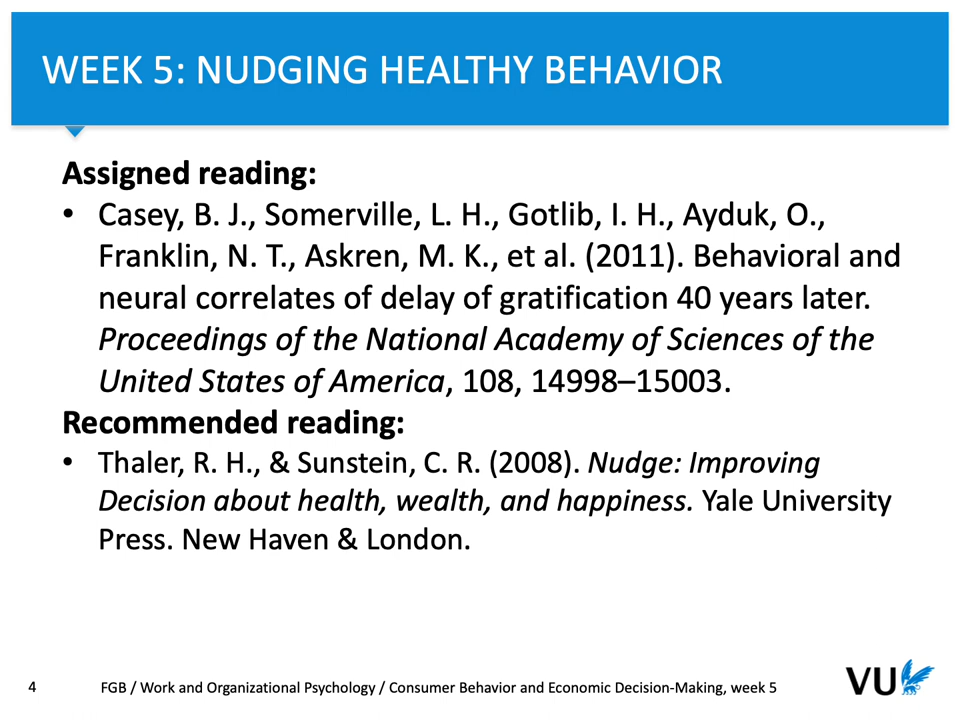 WEEK 5: NUDGING HEALTHY BEHAVIOR
Assigned reading:
• Casey, B. J., Somerville, L. H., Gotlib, I. H., Ayduk, O.,
Franklin, N. T., Askren, M. K., et al. (2011). Behavioral and
neural correlates of delay of gratification 40 years later.
Proceedings of the National Academy of Sciences of the
United States of America, 108, 14998–15003.
Recommended reading:
• Thaler, R. H., & Sunstein, C. R. (2008). Nudge: Improving
Decision about health, wealth, and happiness. Yale University
Press. New Haven & London.
4 FGB / Work and Organizational Psychology / Consumer Behavior and Economic Decision-Making, week 5
VU